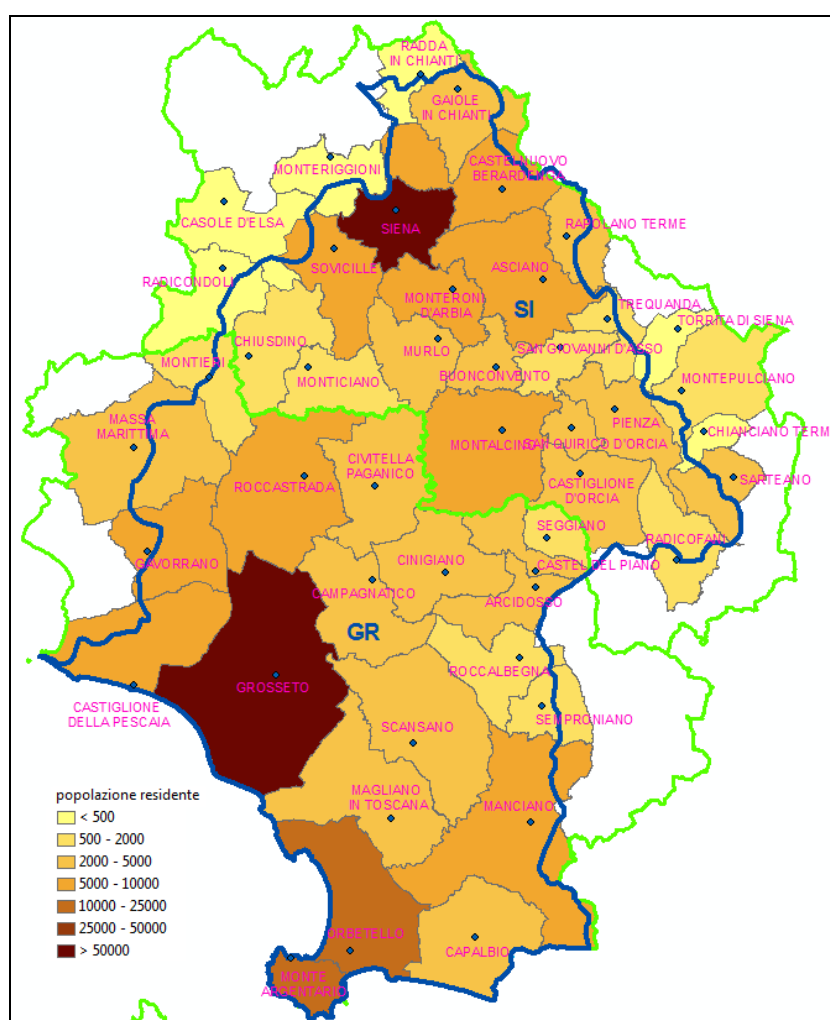 RADDA
IN CHIANTI
GAIOLE
IN CHIANTI
MONTERIGGIONI
CASTELNUOVO
BERARDENGA
CASOLE D'ELSA
SIENA
RAPOLANO TERME
SOVICILLE
RADICONDOLI
ASCIANO
MONTERONI
D'ARBIA
SI
TREQUANDA
TORRITA DI SIENA
CHIUSDINO
MURLO
SAN GIOVANNI D'ASSO
MONTIERI
MONTICIANO
BUONCONVENTO
MONTEPULCIANO
MASSA
MARITTIMA
PIENZA
CHIANCIANO TERM
MONTALCINO
SAN QUIRICO D'ORCIA
CIVITELLA
PAGANICO
ROCCASTRADA
CASTIGLIONE
D'ORCIA
SARTEANO
SEGGIANO
RADICOFANI
GAVORRANO
CINIGIANO
CASTEL DEL PIANO
CAMPAGNATICO
ARCIDOSSO
GR
ROCCALBEGNA
GROSSETO
CASTIGLIONE
DELLA PESCAIA
SEMPRONIANO
SCANSANO
MAGLIANO
IN TOSCANA
MANCIANO
popolazione residente
< 500
500 - 2000
2000 - 5000
5000 - 10000
10000 - 25000
25000 - 50000
> 50000
ORBETELLO
CAPALBIO
MONTE
ARGENTARIO